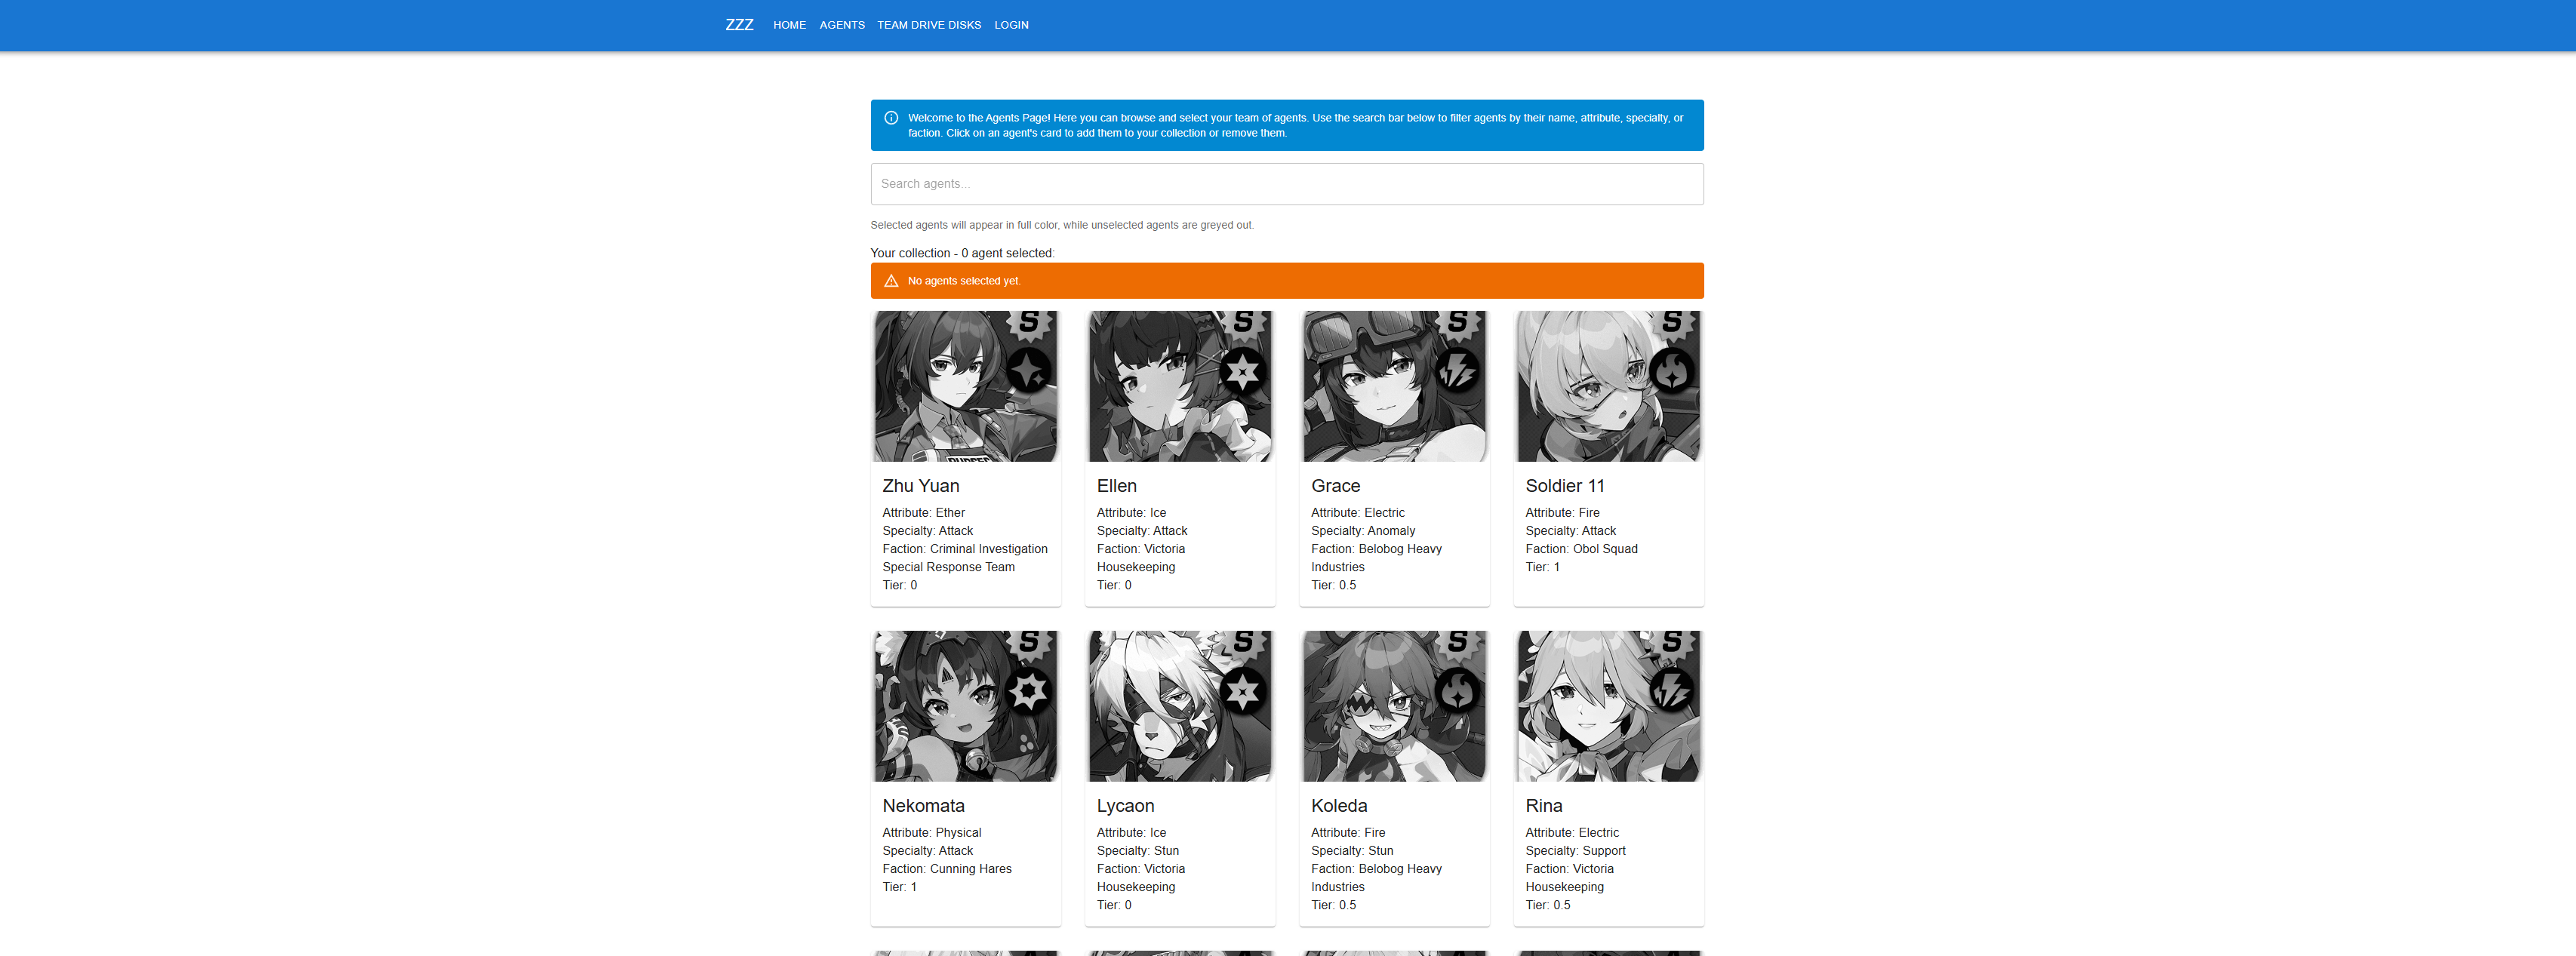 ZZZ HOME AGENTS TEAM DRIVE DISKS LOGIN
Welcome to the Agents Page! Here you can browse and select your team of agents. Use the search bar below to filter agents by their name, attribute, specialty, or
faction. Click on an agent's card to add them to your collection or remove them.
Search agents...
Selected agents will appear in full color, while unselected agents are greyed out.
Your collection - 0 agent selected:
No agents selected yet.
S
Zhu Yuan
Attribute: Ether
Specialty: Attack
Faction: Criminal Investigation
Special Response Team
Tier: 0
S
Ellen
Attribute: Ice
Specialty: Attack
Faction: Victoria
Housekeeping
Tier: 0
S
Grace
Attribute: Electric
Specialty: Anomaly
Faction: Belobog Heavy
Industries
Tier: 0.5
S
Soldier 11
Attribute: Fire
Specialty: Attack
Faction: Obol Squad
Tier: 1
S
Nekomata
Attribute: Physical
Specialty: Attack
Faction: Cunning Hares
Tier: 1
S
Lycaon
Attribute: Ice
Specialty: Stun
Faction: Victoria
Housekeeping
Tier: 0
S
Koleda
Attribute: Fire
Specialty: Stun
Faction: Belobog Heavy
Industries
Tier: 0.5
S
Rina
Attribute: Electric
Specialty: Support
Faction: Victoria
Housekeeping
Tier: 0.5